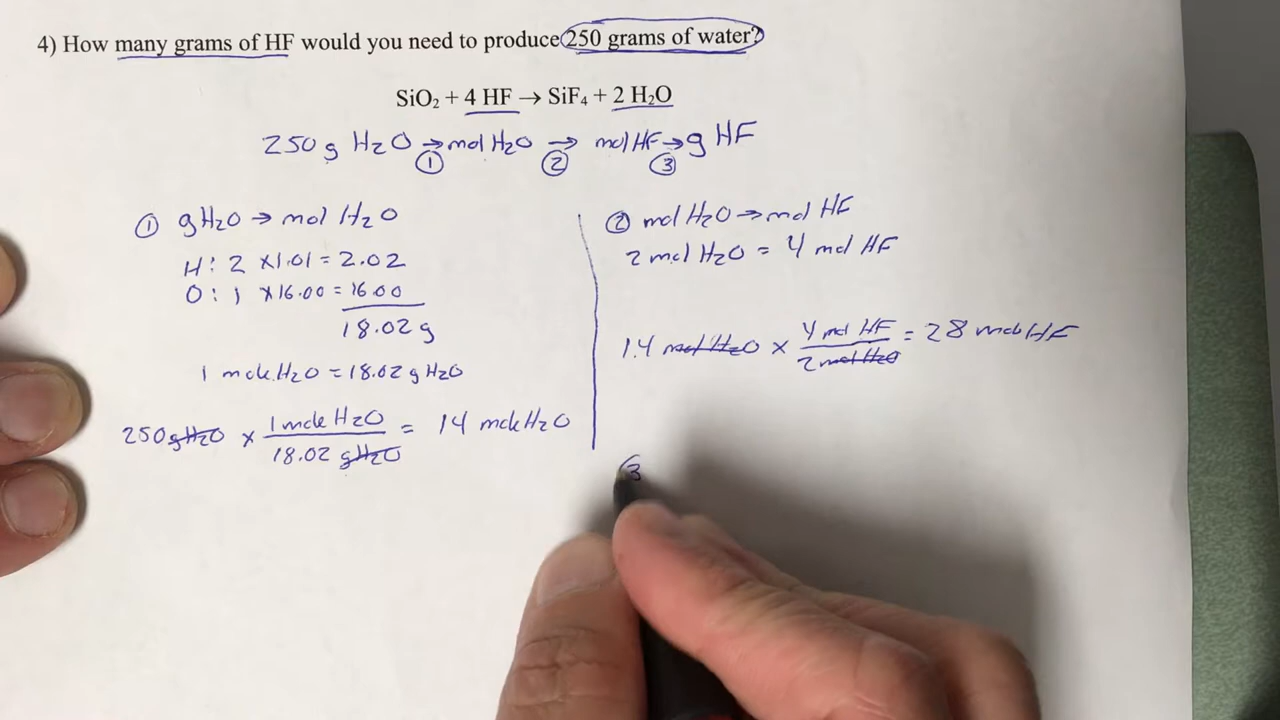 4) How many grams of HF would you need to produce 250 grams of water?
SiO₂ + 4 HF → SiF₄ + 2 H₂O
250 g H₂O → mol H₂O → mol HF → g HF
① ② ③
① g H₂O → mol H₂O
H: 2 x 1.01 = 2.02
O: 1 x 16.00 = 16.00
18.02 g
1 mole H₂O = 18.02 g H₂O
250 g H₂O x 1 mole H₂O / 18.02 g H₂O = 14 mole H₂O
② mol H₂O → mol HF
2 mol H₂O = 4 mol HF
14 mol H₂O x 4 mol HF / 2 mol H₂O = 28 mol HF
3